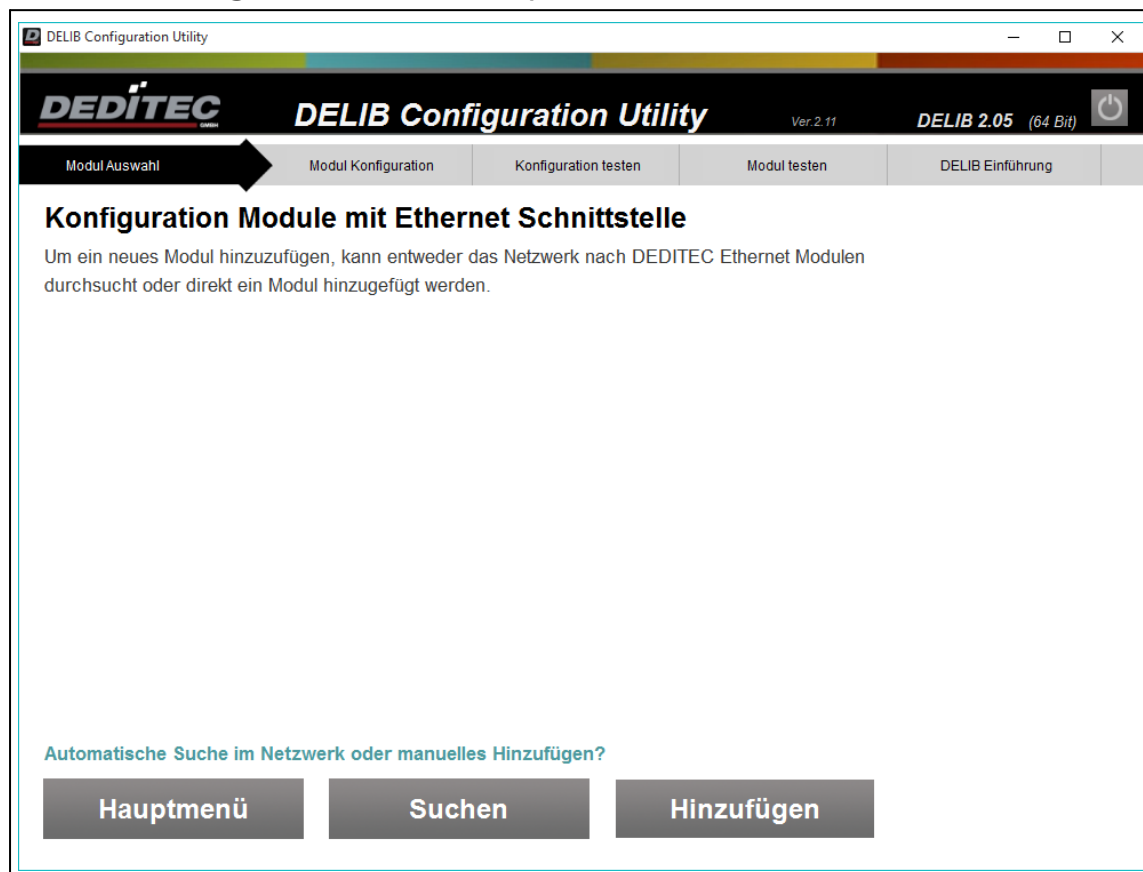 DELIB Configuration Utility
DEDITEC GMBH
DELIB Configuration Utility Ver.2.11 DELIB 2.05 (64 Bit)
Modul Auswahl Modul Konfiguration Konfiguration testen Modul testen DELIB Einführung
Konfiguration Module mit Ethernet Schnittstelle
Um ein neues Modul hinzuzufügen, kann entweder das Netzwerk nach DEDITEC Ethernet Modulen
durchsucht oder direkt ein Modul hinzugefügt werden.
Automatische Suche im Netzwerk oder manuelles Hinzufügen?
Hauptmenü Suchen Hinzufügen